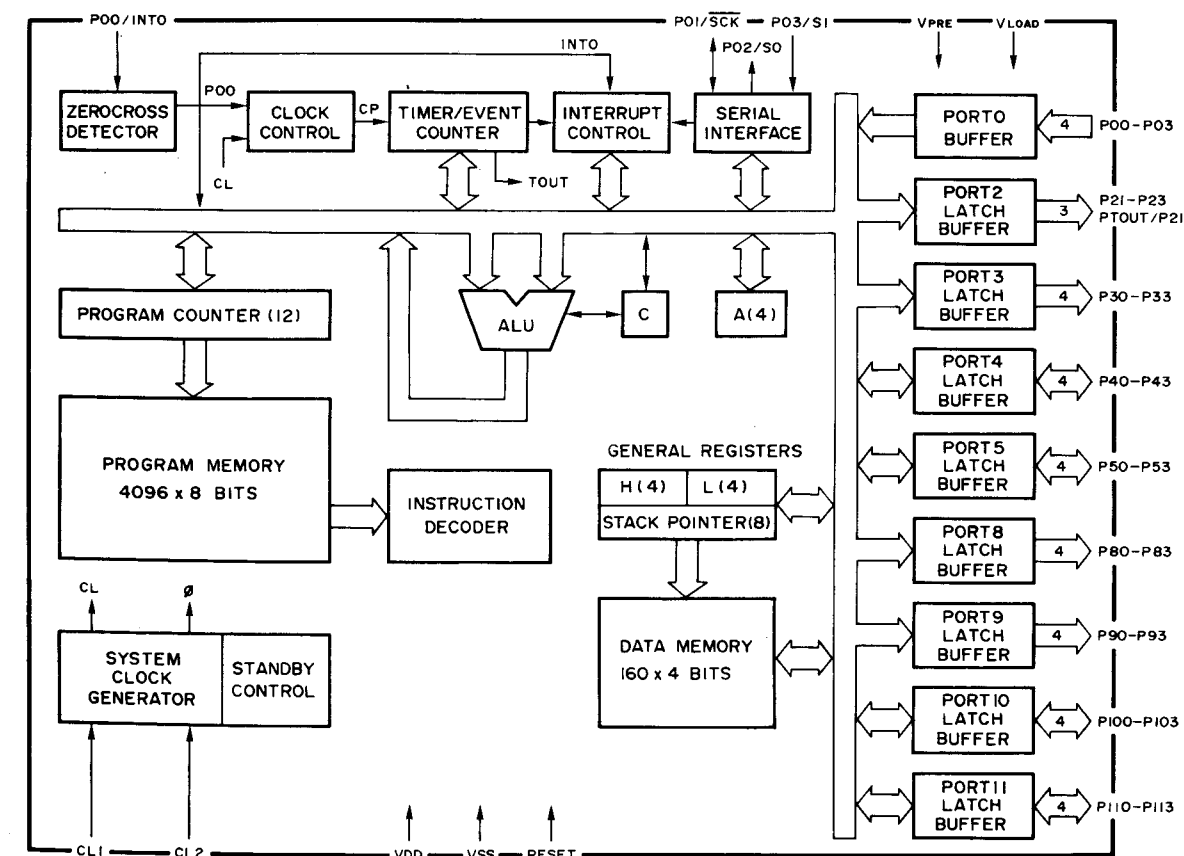 P00/INT0
P01/SCK
P03/SI
VPRE
VLOAD
INT0
P02/SO
P00
ZEROCROSS
DETECTOR
CLOCK
CONTROL
CP
TIMER/EVENT
COUNTER
INTERRUPT
CONTROL
SERIAL
INTERFACE
PORT0
BUFFER
4
P00-P03
CL
TOUT
PORT2
LATCH
BUFFER
3
P21-P23
PTOUT/P21
PORT3
LATCH
BUFFER
4
P30-P33
PROGRAM COUNTER (12)
ALU
C
A(4)
PORT4
LATCH
BUFFER
4
P40-P43
PROGRAM MEMORY
4096 x 8 BITS
INSTRUCTION
DECODER
GENERAL REGISTERS
H(4)
L(4)
STACK POINTER(8)
PORT5
LATCH
BUFFER
4
P50-P53
PORT8
LATCH
BUFFER
4
P80-P83
CL
Ø
SYSTEM
CLOCK
GENERATOR
STANDBY
CONTROL
DATA MEMORY
160 x 4 BITS
PORT9
LATCH
BUFFER
4
P90-P93
PORT10
LATCH
BUFFER
4
P100-P103
PORT11
LATCH
BUFFER
4
P110-P113
CL1
CL2
VDD
VSS
RESET